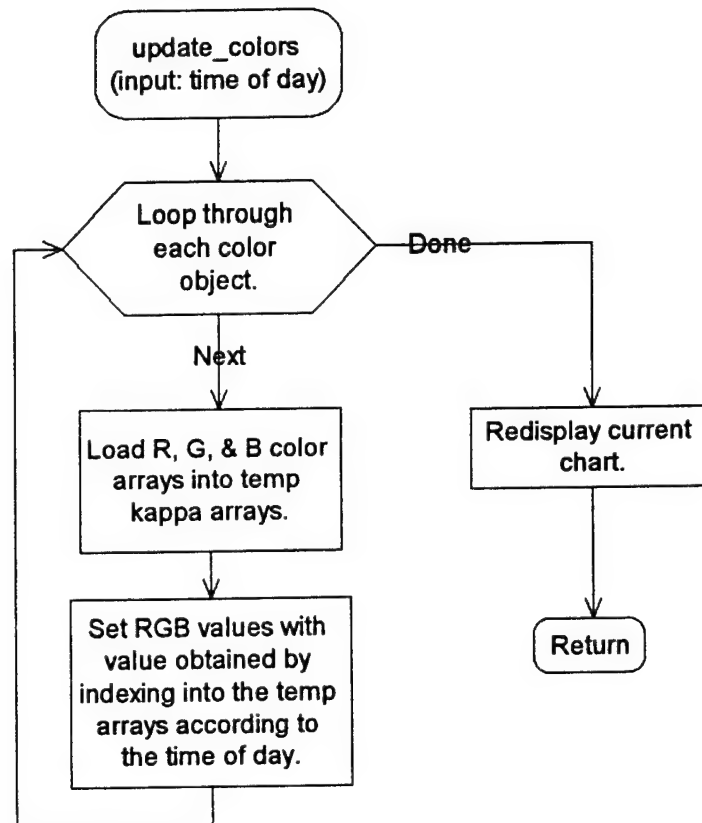 update_colors
(input: time of day)
Loop through
each color
object.
Done
Next
Load R, G, & B color
arrays into temp
kappa arrays.
Redisplay current
chart.
Set RGB values with
value obtained by
indexing into the temp
arrays according to
the time of day.
Return